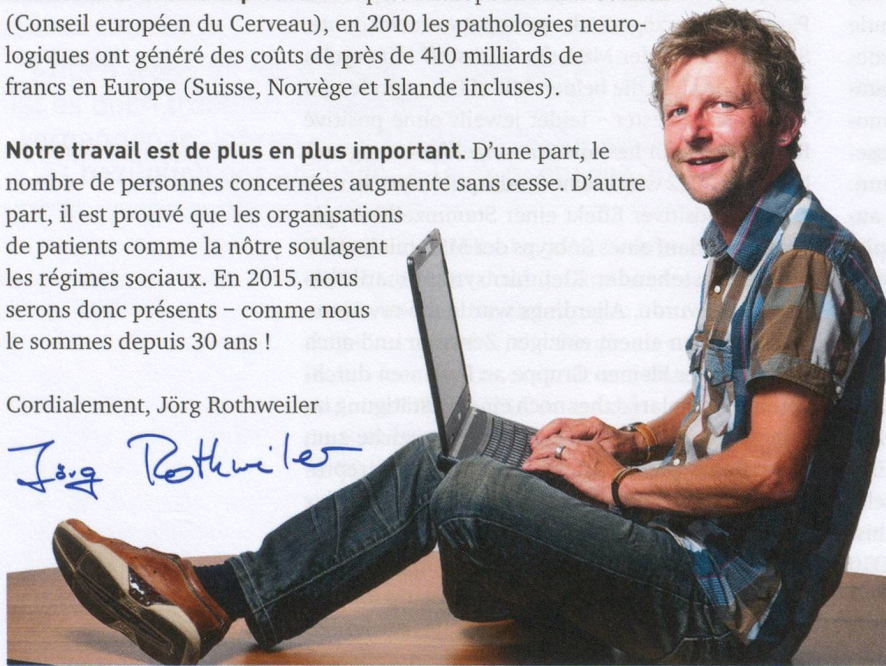 (Conseil européen du Cerveau), en 2010 les pathologies neuro-
logiques ont généré des coûts de près de 410 milliards de
francs en Europe (Suisse, Norvège et Islande incluses).
Notre travail est de plus en plus important. D’une part, le
nombre de personnes concernées augmente sans cesse. D’autre
part, il est prouvé que les organisations
de patients comme la nôtre soulagent
les régimes sociaux. En 2015, nous
serons donc présents – comme nous
le sommes depuis 30 ans !
Cordialement, Jörg Rothweiler
Jörg Rothweiler